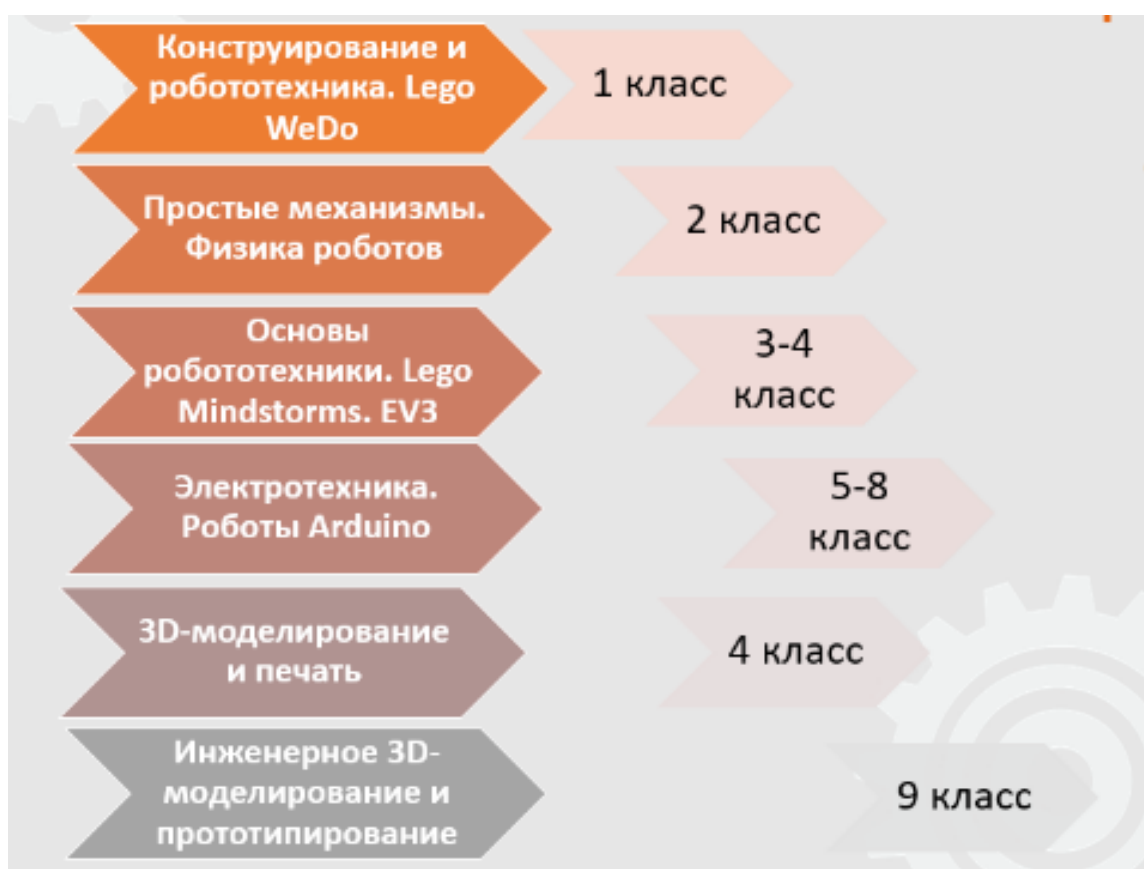 Конструирование и
робототехника. Lego
WeDo
1 класс
Простые механизмы.
Физика роботов
2 класс
Основы
робототехники. Lego
Mindstorms. EV3
3-4
класс
Электротехника.
Роботы Arduino
5-8
класс
3D-моделирование
и печать
4 класс
Инженерное 3D-
моделирование и
прототипирование
9 класс